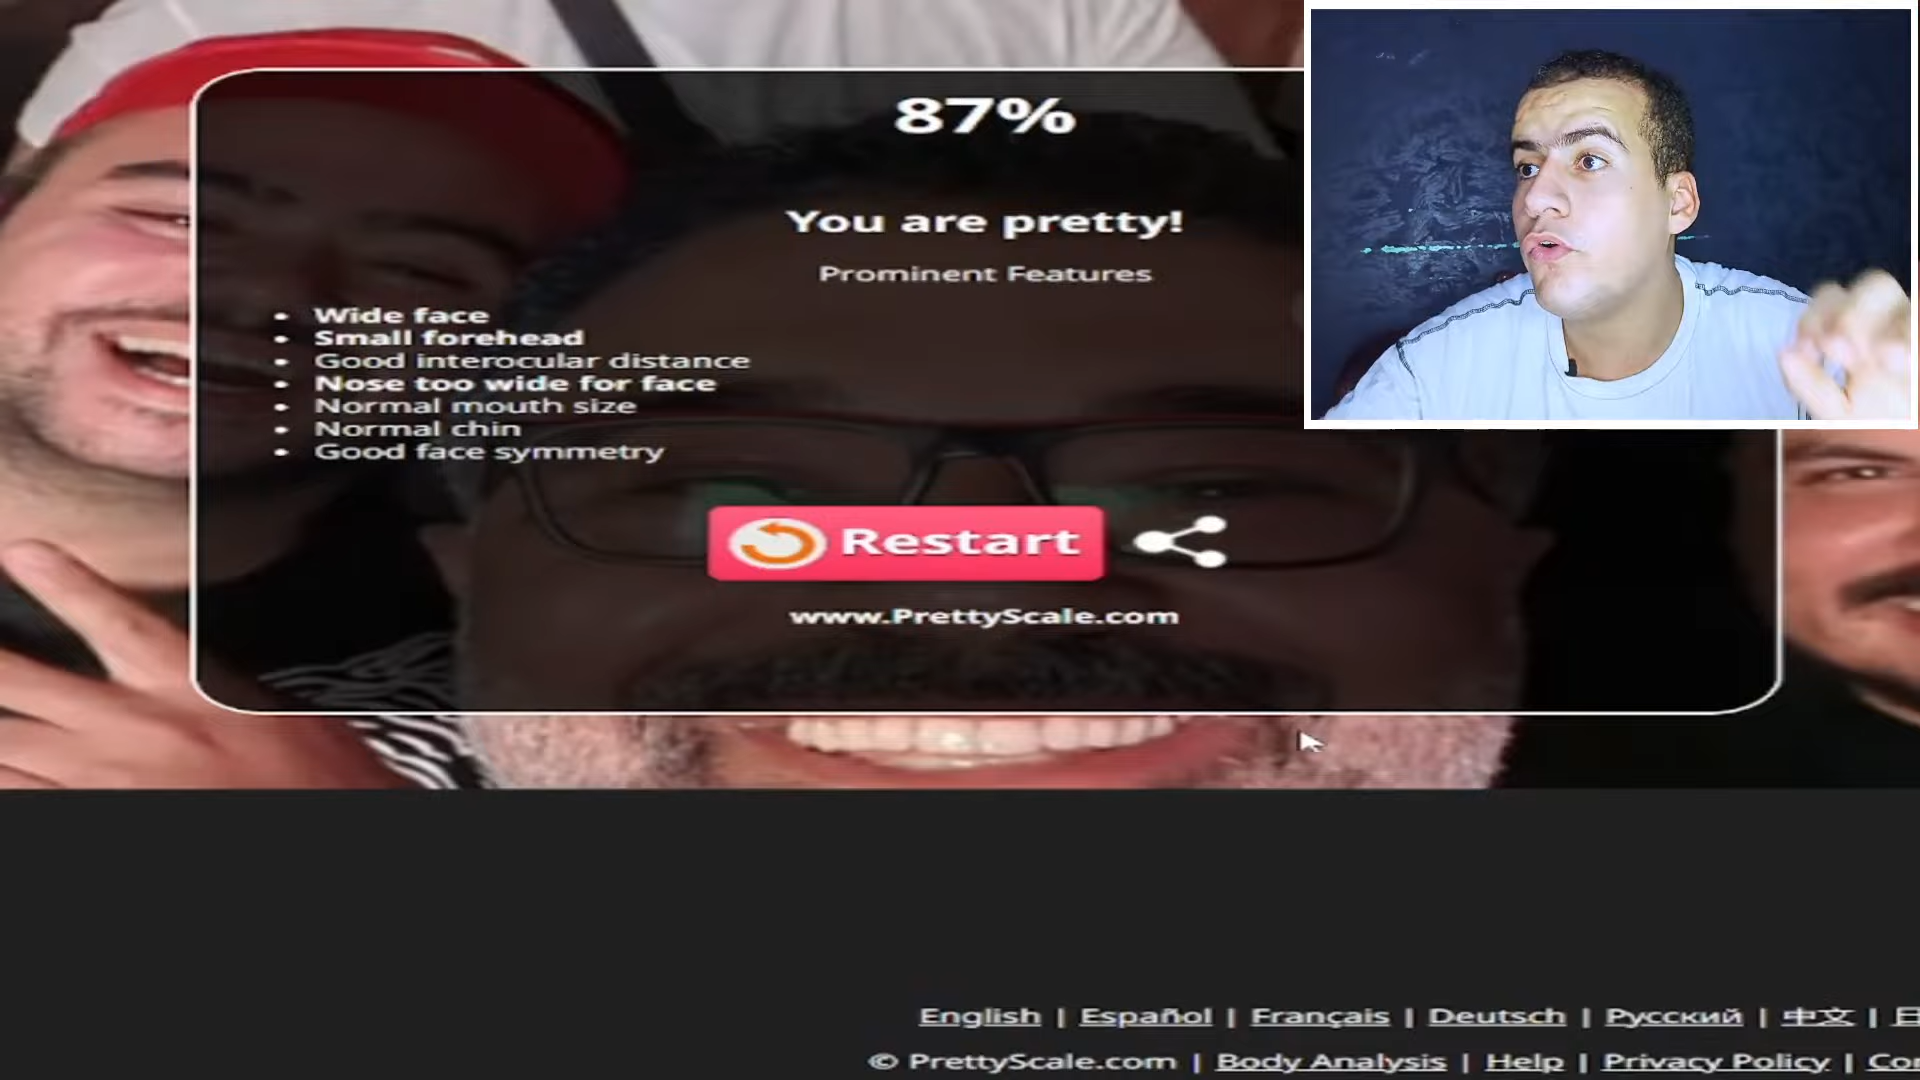 87%
You are pretty!
Prominent Features
Wide face
Small forehead
Good interocular distance
Nose too wide for face
Normal mouth size
Normal chin
Good face symmetry
Restart
www.PrettyScale.com
English | Español | Français | Deutsch | Русский | 中文 |
© PrettyScale.com | Body Analysis | Help | Privacy Policy |